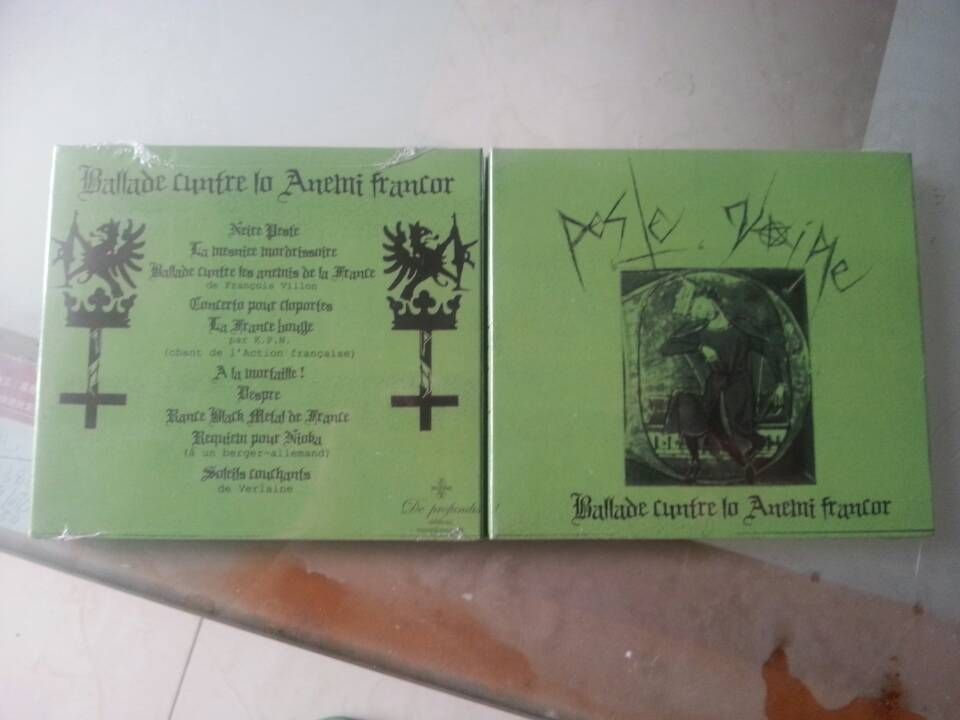 Ballade cuntre lo Anemi francor
Neire Peste
La mesniee mordrissoire
Ballade cuntre les anemis de la France
de François Villon
Concerto pour cloportes
La France bouge
par K.P.N.
(chant de l'Action française)
A la mortaille !
Vespre
Rance Black Metal de France
Requiem pour Nioka
(à un berger-allemand)
Soleils couchants
de Verlaine
De profundis
peste noire
Ballade cuntre lo Anemi francor